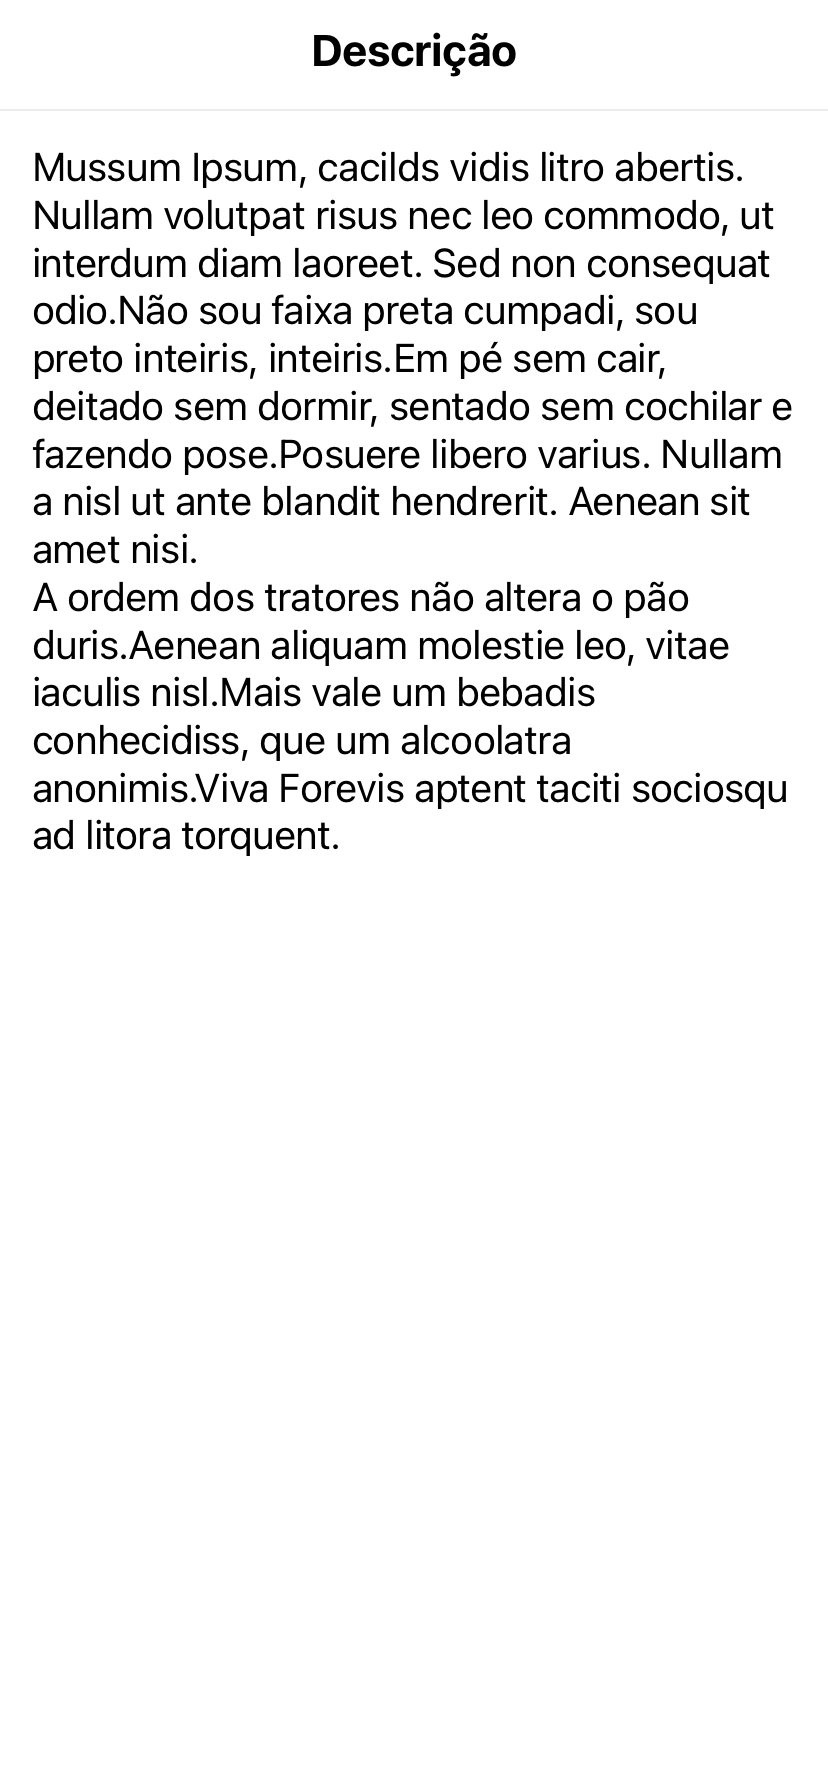 Descrição
Mussum Ipsum, cacilds vidis litro abertis.
Nullam volutpat risus nec leo commodo, ut
interdum diam laoreet. Sed non consequat
odio.Não sou faixa preta cumpadi, sou
preto inteiris, inteiris.Em pé sem cair,
deitado sem dormir, sentado sem cochilar e
fazendo pose.Posuere libero varius. Nullam
a nisl ut ante blandit hendrerit. Aenean sit
amet nisi.
A ordem dos tratores não altera o pão
duris.Aenean aliquam molestie leo, vitae
iaculis nisl.Mais vale um bebadis
conhecidiss, que um alcoolatra
anonimis.Viva Forevis aptent taciti sociosqu
ad litora torquent.